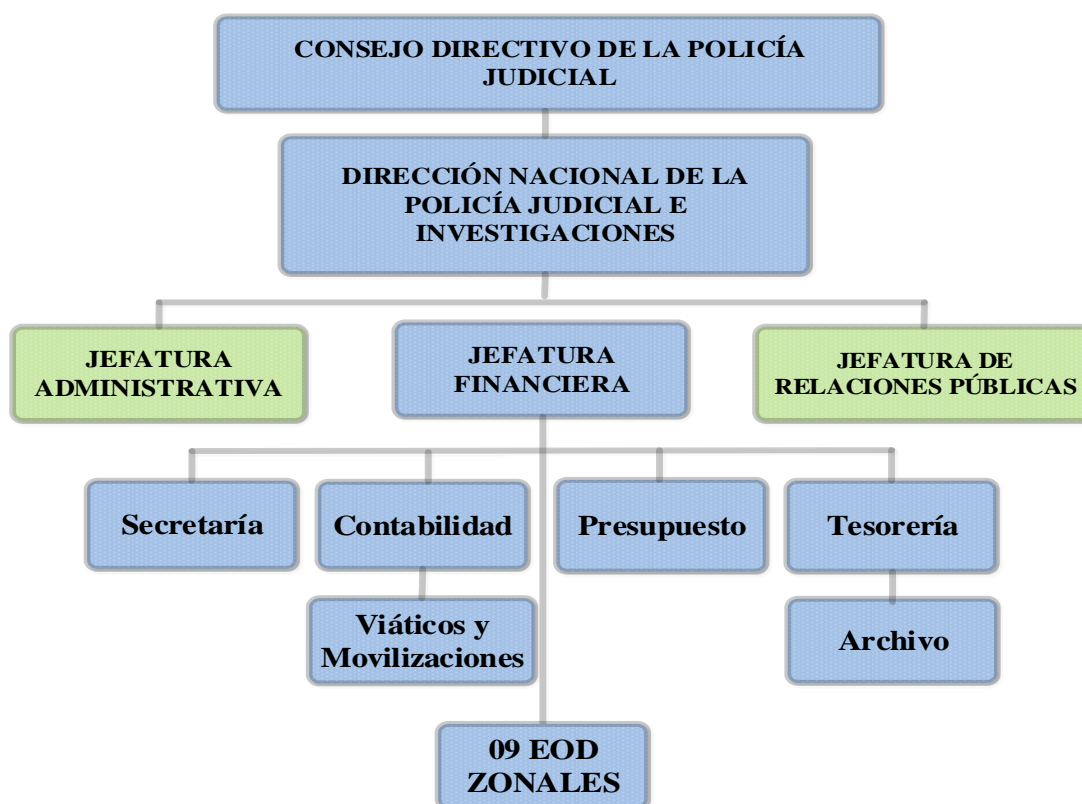 CONSEJO DIRECTIVO DE LA POLICÍA
JUDICIAL
DIRECCIÓN NACIONAL DE LA
POLICÍA JUDICIAL E
INVESTIGACIONES
JEFATURA
ADMINISTRATIVA
JEFATURA
FINANCIERA
JEFATURA DE
RELACIONES PÚBLICAS
Secretaría
Contabilidad
Presupuesto
Tesorería
Viáticos y
Movilizaciones
Archivo
09 EOD
ZONALES